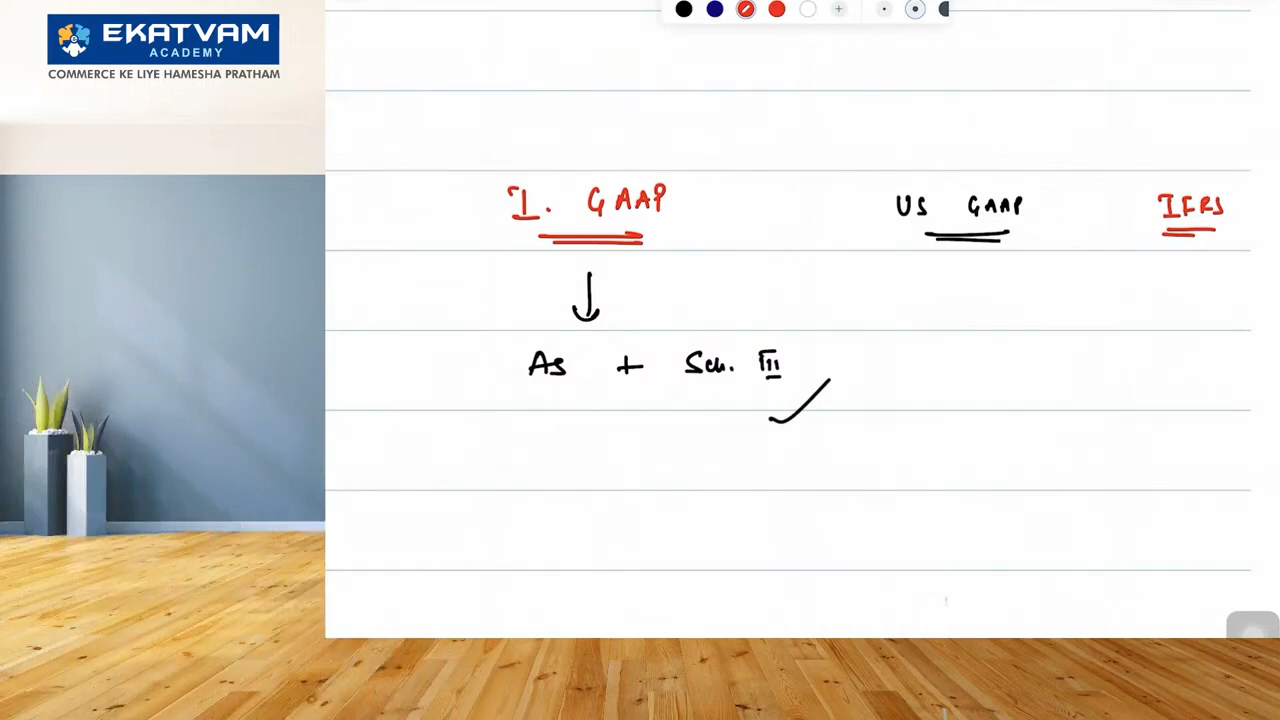 EKATVAM
ACADEMY
COMMERCE KE LIYE HAMESHA PRATHAM
I. GAAP US GAAP IFRS
As + Sch. III